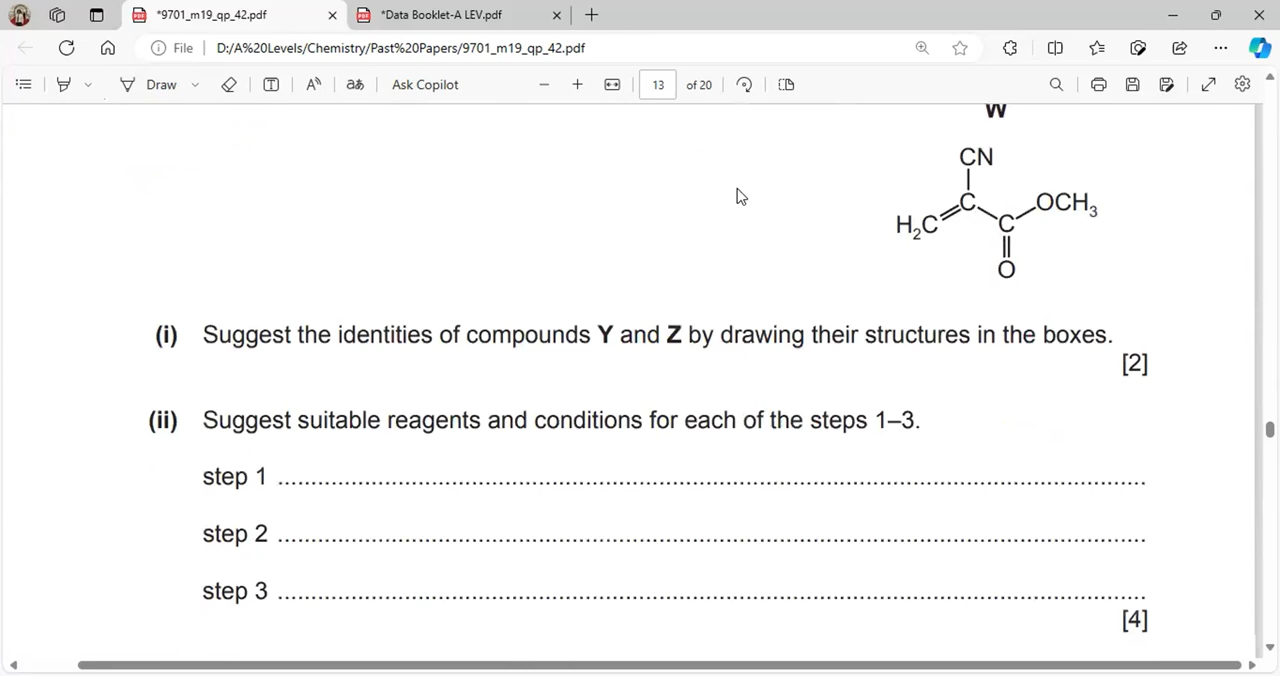 *9701_m19_qp_42.pdf
*Data Booklet-A LEV.pdf
File D:/A%20Levels/Chemistry/Past%20Papers/9701_m19_qp_42.pdf
Draw
Ask Copilot
13 of 20
W
CN
H₂C C C OCH₃
O
(i) Suggest the identities of compounds Y and Z by drawing their structures in the boxes.
[2]
(ii) Suggest suitable reagents and conditions for each of the steps 1–3.
step 1 ........................................................................................................
step 2 ........................................................................................................
step 3 ........................................................................................................
[4]